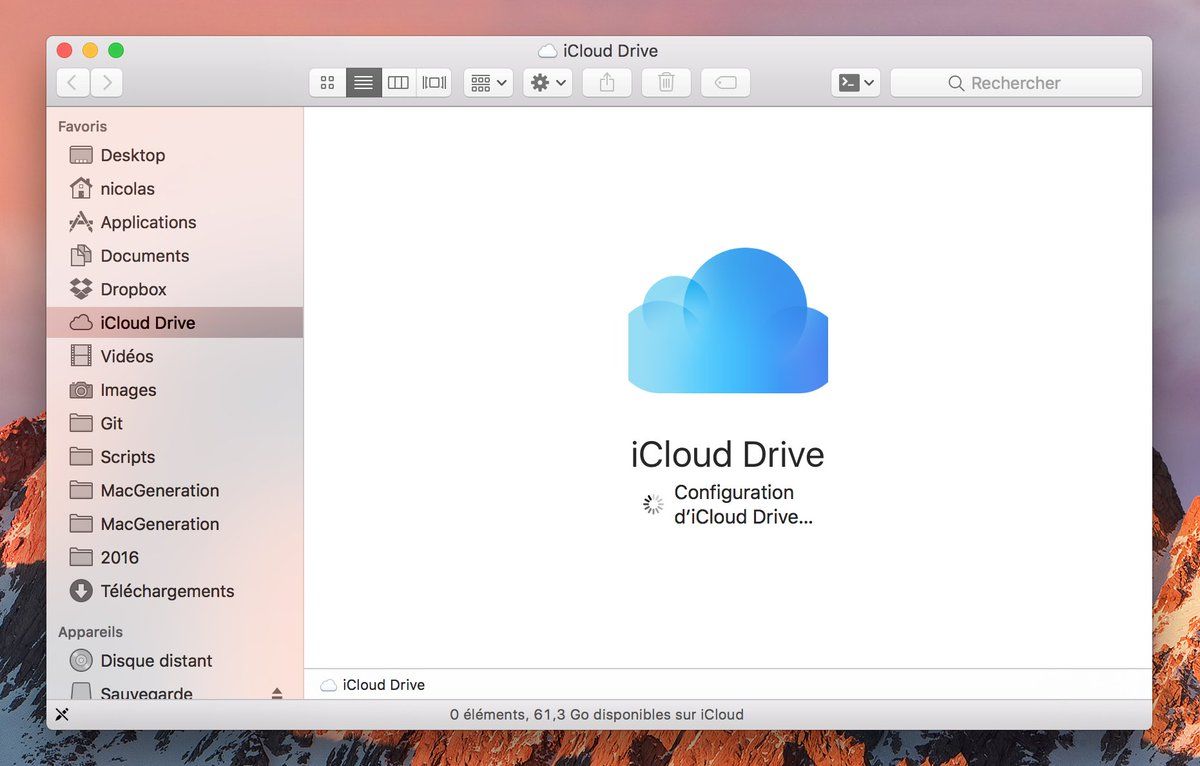 iCloud Drive
Rechercher
Favoris
Desktop
nicolas
Applications
Documents
Dropbox
iCloud Drive
Vidéos
Images
Git
Scripts
MacGeneration
MacGeneration
2016
Téléchargements
Appareils
Disque distant
Sauvegarde
iCloud Drive
Configuration
d’iCloud Drive...
iCloud Drive
0 éléments, 61,3 Go disponibles sur iCloud